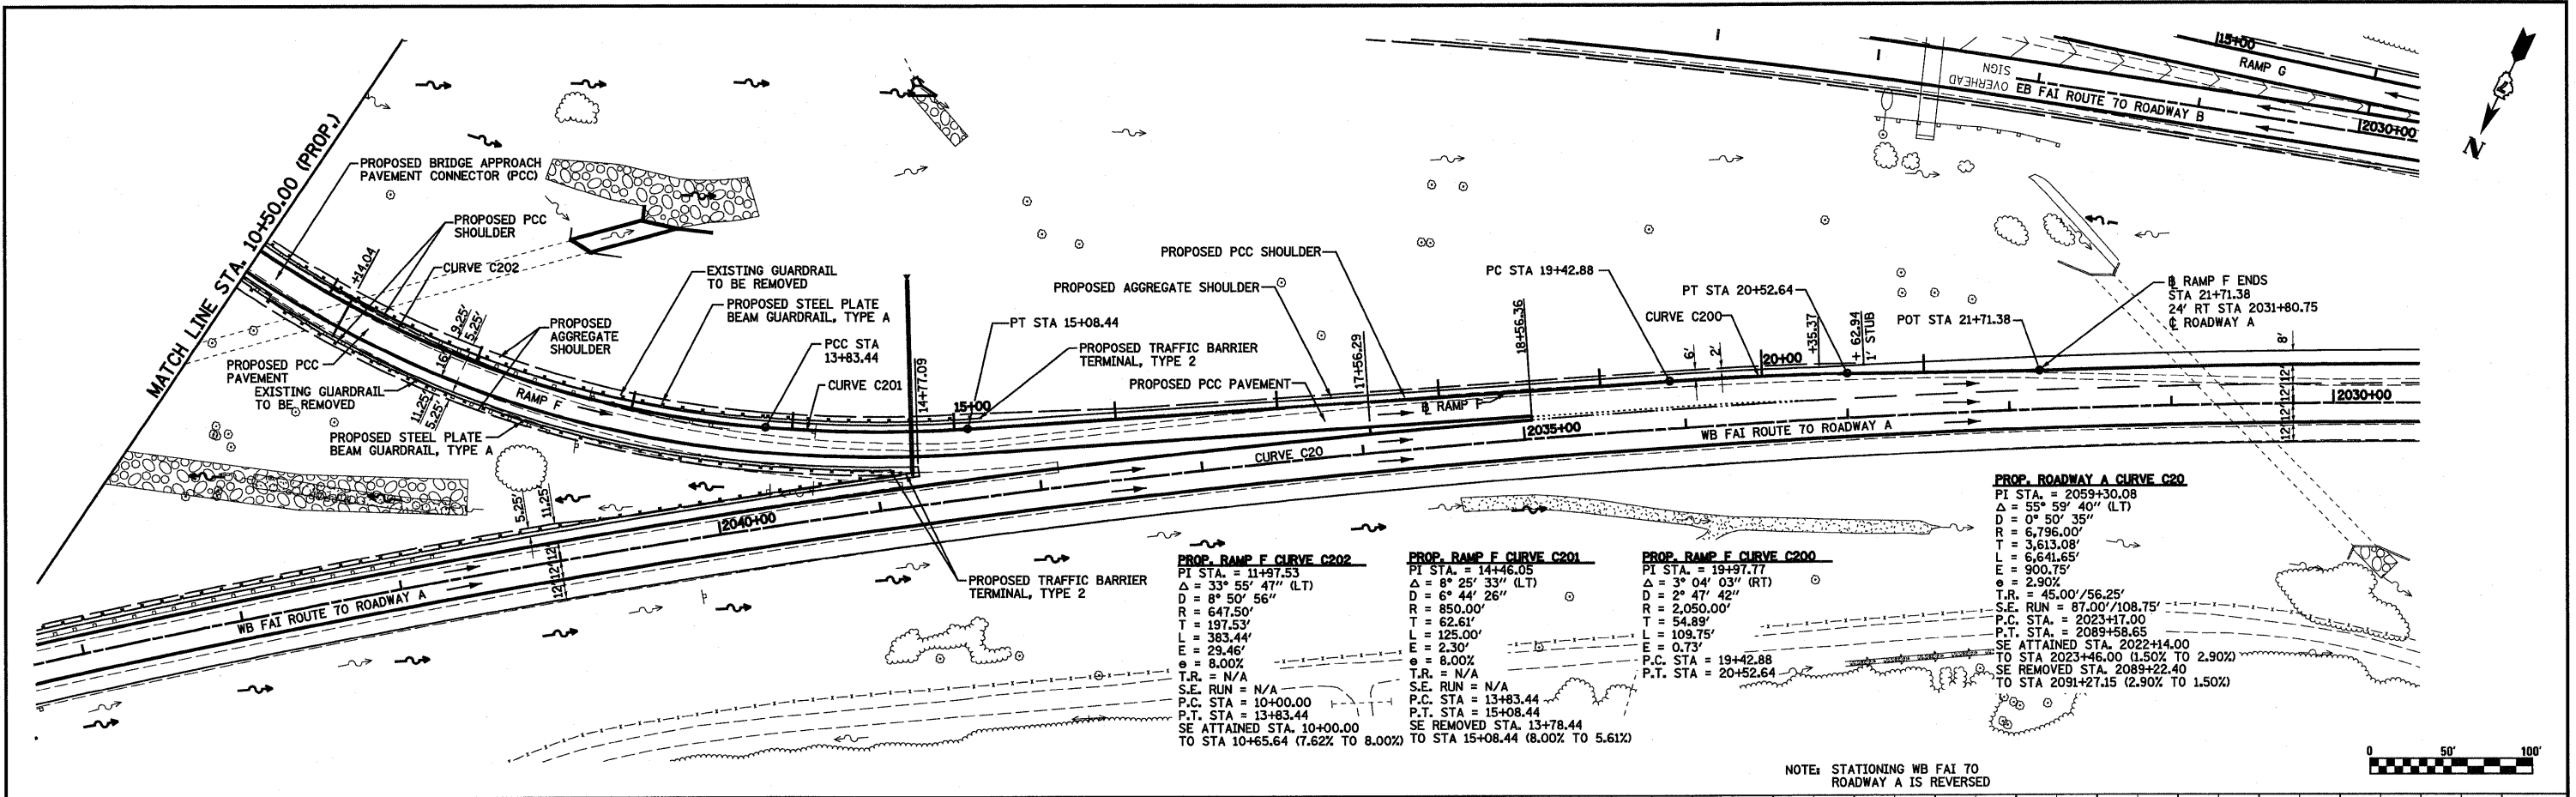 MATCH LINE STA. 10+50.00 (PROP.)
PROPOSED BRIDGE APPROACH
PAVEMENT CONNECTOR (PCC)
PROPOSED PCC
SHOULDER
+14.04
CURVE C202
9.25'
5.25'
16'
PROPOSED
AGGREGATE
SHOULDER
PROPOSED PCC
PAVEMENT
EXISTING GUARDRAIL
TO BE REMOVED
11.25'
5.25'
PROPOSED STEEL PLATE
BEAM GUARDRAIL, TYPE A
RAMP F
EXISTING GUARDRAIL
TO BE REMOVED
PROPOSED STEEL PLATE
BEAM GUARDRAIL, TYPE A
PCC STA
13+83.44
CURVE C201
14+77.09
15+00
PT STA 15+08.44
PROPOSED TRAFFIC BARRIER
TERMINAL, TYPE 2
PROPOSED PCC SHOULDER
PROPOSED AGGREGATE SHOULDER
PROPOSED PCC PAVEMENT
17+56.29
18+56.36
℄ RAMP F
PC STA 19+42.88
6'
2'
CURVE C200
20+00
PT STA 20+52.64
+35.37
+ 62.94
1' STUB
POT STA 21+71.38
RAMP F ENDS
STA 21+71.38
24' RT STA 2031+80.75
℄ ROADWAY A
8'
12'12'12'12'
2030+00
15+00
RAMP G
OVERHEAD
SIGN
EB FAI ROUTE 70 ROADWAY B
2030+00
N
5.25'
11.25'
12'12'12'
2040+00
WB FAI ROUTE 70 ROADWAY A
CURVE C20
2035+00
WB FAI ROUTE 70 ROADWAY A
PROPOSED TRAFFIC BARRIER
TERMINAL, TYPE 2
PROP. RAMP F CURVE C202
PI STA. = 11+97.53
Δ = 33° 55' 47" (LT)
D = 8° 50' 56"
R = 647.50'
T = 197.53'
L = 383.44'
E = 29.46'
e = 8.00%
T.R. = N/A
S.E. RUN = N/A
P.C. STA = 10+00.00
P.T. STA = 13+83.44
SE ATTAINED STA. 10+00.00
TO STA 10+65.64 (7.62% TO 8.00%)
PROP. RAMP F CURVE C201
PI STA. = 14+46.05
Δ = 8° 25' 33" (LT)
D = 6° 44' 26"
R = 850.00'
T = 62.61'
L = 125.00'
E = 2.30'
e = 8.00%
T.R. = N/A
S.E. RUN = N/A
P.C. STA = 13+83.44
P.T. STA = 15+08.44
SE REMOVED STA. 13+78.44
TO STA 15+08.44 (8.00% TO 5.61%)
PROP. RAMP F CURVE C200
PI STA. = 19+97.77
Δ = 3° 04' 03" (RT)
D = 2° 47' 42"
R = 2,050.00'
T = 54.89'
L = 109.75'
E = 0.73'
P.C. STA = 19+42.88
P.T. STA = 20+52.64
PROP. ROADWAY A CURVE C20
PI STA. = 2059+30.08
Δ = 55° 59' 40" (LT)
D = 0° 50' 35"
R = 6,796.00'
T = 3,613.08'
L = 6,641.65'
E = 900.75'
e = 2.90%
T.R. = 45.00'/56.25'
S.E. RUN = 87.00'/108.75'
P.C. STA. = 2023+17.00
P.T. STA. = 2089+58.65
SE ATTAINED STA. 2022+14.00
TO STA 2023+46.00 (1.50% TO 2.90%)
SE REMOVED STA. 2089+22.40
TO STA 2091+27.15 (2.90% TO 1.50%)
NOTE: STATIONING WB FAI 70
ROADWAY A IS REVERSED
0 50' 100'